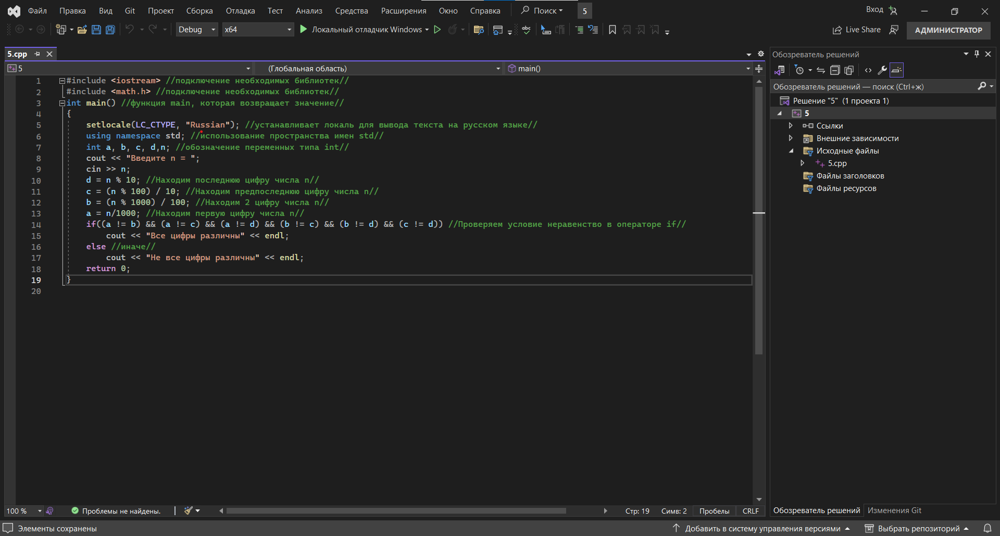 Файл Правка Вид Git Проект Сборка Отладка Тест Анализ Средства Расширения Окно Справка Поиск 5 Вход
Debug x64 Локальный отладчик Windows abc Live Share АДМИНИСТРАТОР
5.cpp
5 (Глобальная область) main()
1 #include <iostream> //подключение необходимых библиотек//
2 #include <math.h> //подключение необходимых библиотек//
3 int main() //функция main, которая возвращает значение//
4 {
5 setlocale(LC_CTYPE, "Russian"); //устанавливает локаль для вывода текста на русском языке//
6 using namespace std; //использование пространства имен std//
7 int a, b, c, d,n; //обозначение переменных типа int//
8 cout << "Введите n = ";
9 cin >> n;
10 d = n % 10; //Находим последнюю цифру числа n//
11 c = (n % 100) / 10; //Находим предпоследнюю цифру числа n//
12 b = (n % 1000) / 100; //Находим 2 цифру числа n//
13 a = n/1000; //Находим первую цифру числа n//
14 if((a != b) && (a != c) && (a != d) && (b != c) && (b != d) && (c != d)) //Проверяем условие неравенство в операторе if//
15 cout << "Все цифры различны" << endl;
16 else //иначе//
17 cout << "Не все цифры различны" << endl;
18 return 0;
19 }
20
100 % Проблемы не найдены. Стр: 19 Симв: 2 Пробелы CRLF
Обозреватель решений
Обозреватель решений — поиск (Ctrl+ж)
Решение "5" (1 проекта 1)
5
Ссылки
Внешние зависимости
Исходные файлы
5.cpp
Файлы заголовков
Файлы ресурсов
Обозреватель решений Изменения Git
Элементы сохранены Добавить в систему управления версиями Выбрать репозиторий